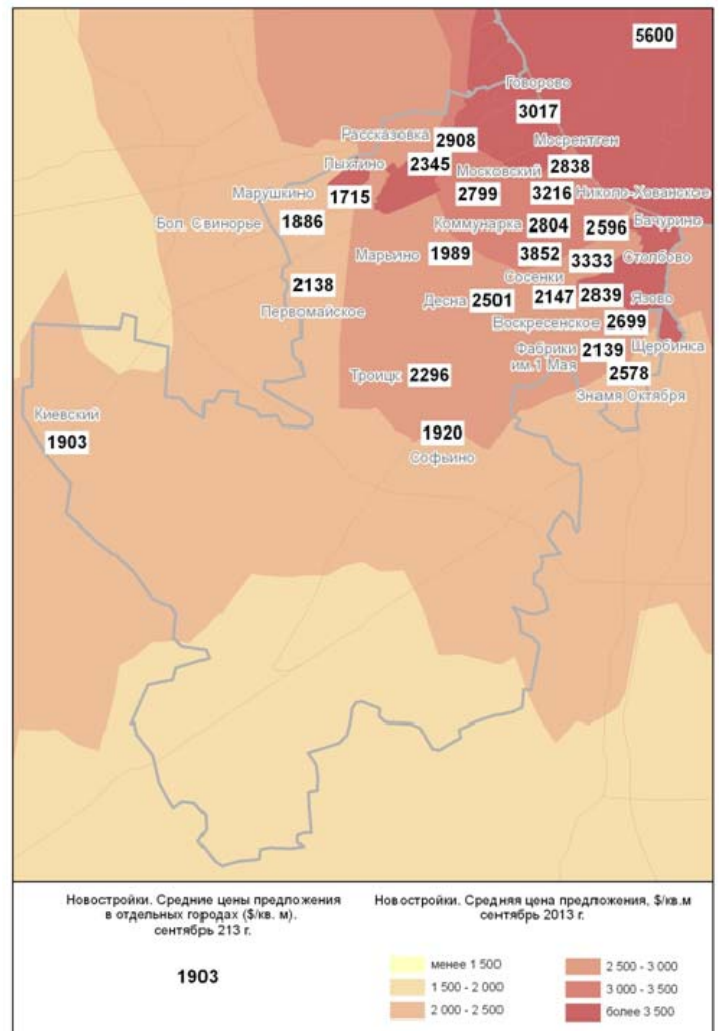 5600
Говорово
3017
Рассказовка
2908
Мосрентген
Пыхтино
2345
Московский
2838
Марушкино
1715
2799
3216
Николо-Хованское
Бол. Свинорье
1886
Коммунарка
2804
2596
Бачурино
Марьино
1989
3852
3333
Столбово
Сосенки
2138
Первомайское
Десна
2501
2147
2839
Язово
Воскресенское
2699
Фабрики
им.1 Мая
2139
Щербинка
Троицк
2296
2578
Знамя Октября
Киевский
1903
1920
Софьино
Новостройки. Средние цены предложения
в отдельных городах ($/кв. м).
сентябрь 213 г.
1903
Новостройки. Средняя цена предложения, $/кв.м
сентябрь 2013 г.
менее 1 500
1 500 - 2 000
2 000 - 2 500
2 500 - 3 000
3 000 - 3 500
более 3 500